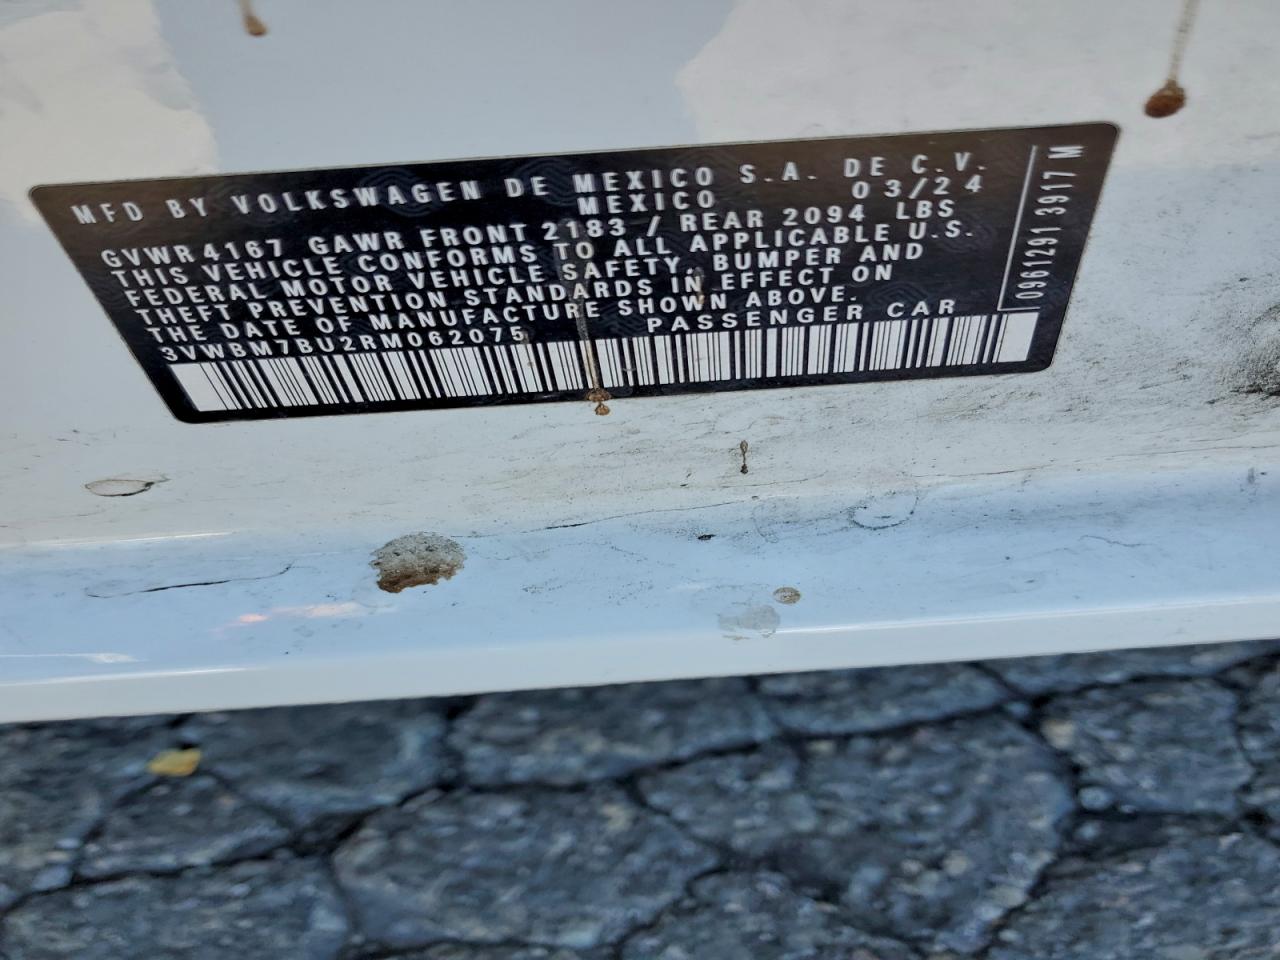 MFD BY VOLKSWAGEN DE MEXICO S.A. DE C.V.
MEXICO 03/24
GVWR 4167 GAWR FRONT 2183 / REAR 2094 LBS
THIS VEHICLE CONFORMS TO ALL APPLICABLE U.S.
FEDERAL MOTOR VEHICLE SAFETY, BUMPER AND
THEFT PREVENTION STANDARDS IN EFFECT ON
THE DATE OF MANUFACTURE SHOWN ABOVE.
3VWBM7BU2RM062075 PASSENGER CAR
0961291 3917 M